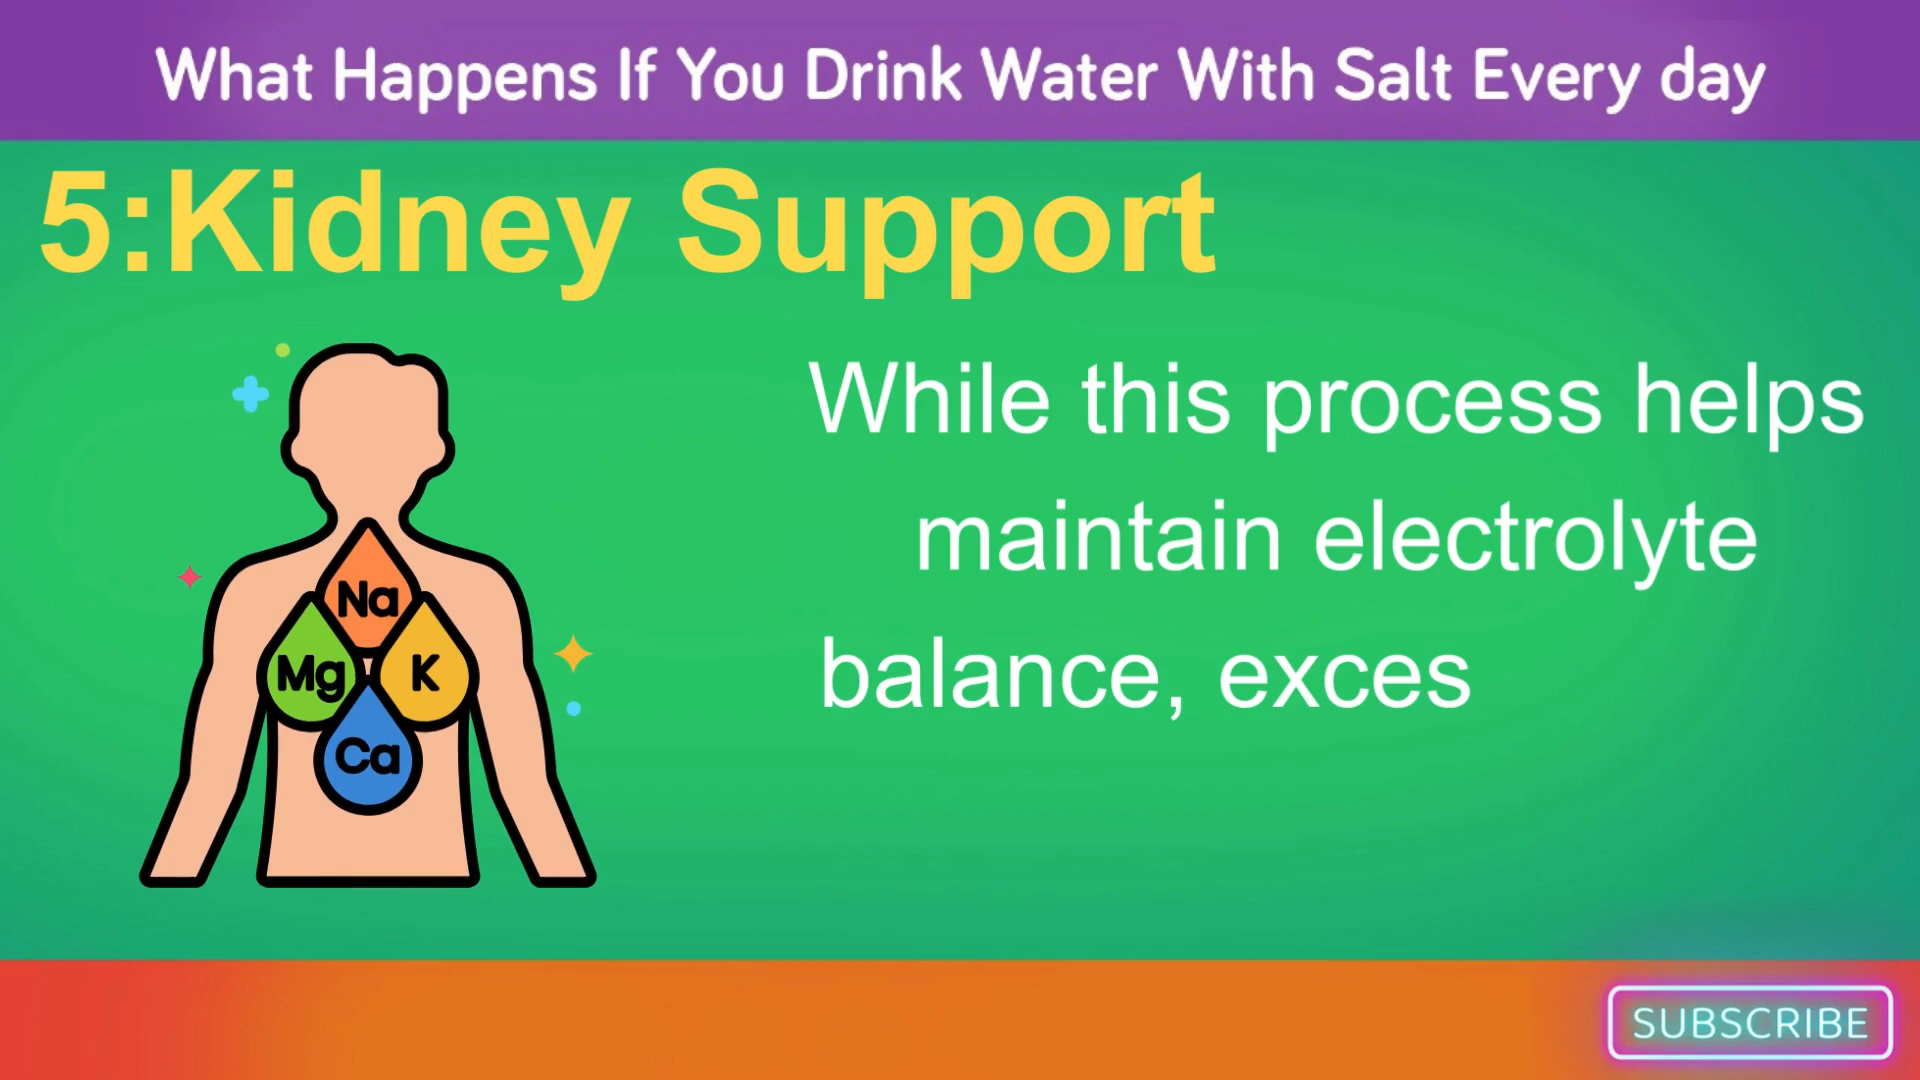 What Happens If You Drink Water With Salt Every day
5:Kidney Support
While this process helps
maintain electrolyte
balance, exces
Na
Mg
K
Ca
SUBSCRIBE